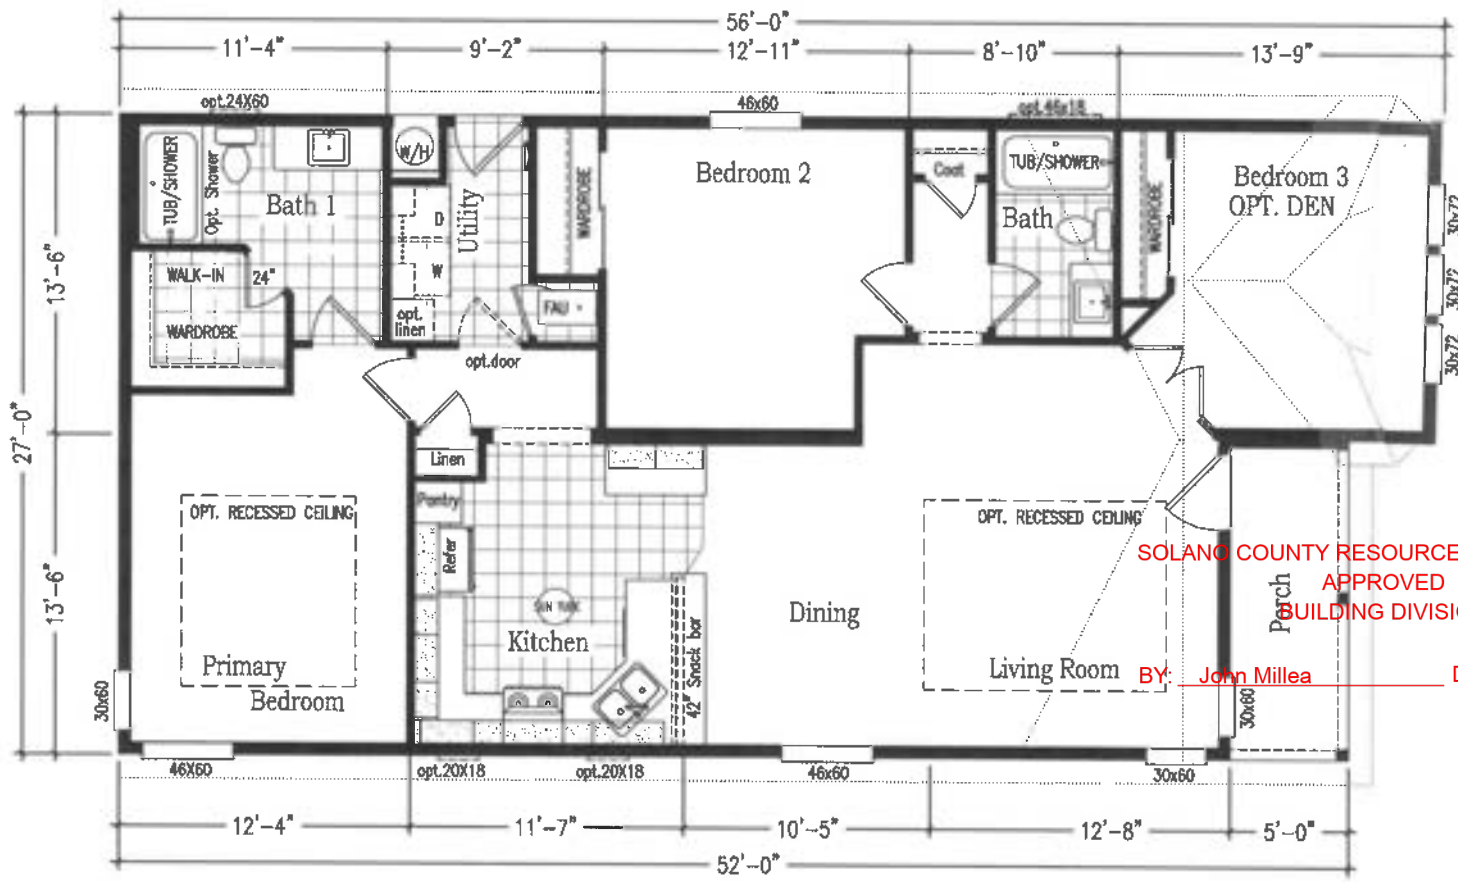 56'-0"
11'-4"
9'-2"
12'-11"
8'-10"
13'-9"
opt.24X60
46x60
opt.46x18
TUB/SHOWER
Opt. Shower
Bath 1
W/H
D
W
Utility
WARDROBE
Bedroom 2
Coat
TUB/SHOWER
Bath
WARDROBE
Bedroom 3
OPT. DEN
30x72
30x72
30x72
WALK-IN
24"
WARDROBE
opt.
linen
FAU
opt.door
13'-6"
27'-0"
13'-6"
Linen
Pantry
Refer
OPT. RECESSED CEILING
OPT. RECESSED CEILING
SOLANO COUNTY RESOURCE
APPROVED
BUILDING DIVISI
Porch
Dining
Kitchen
42" Snack bar
Primary
Bedroom
Living Room
BY: John Millea
D
30x60
30x60
46X60
opt.20X18
opt.20X18
46x60
30x60
12'-4"
11'-7"
10'-5"
12'-8"
5'-0"
52'-0"